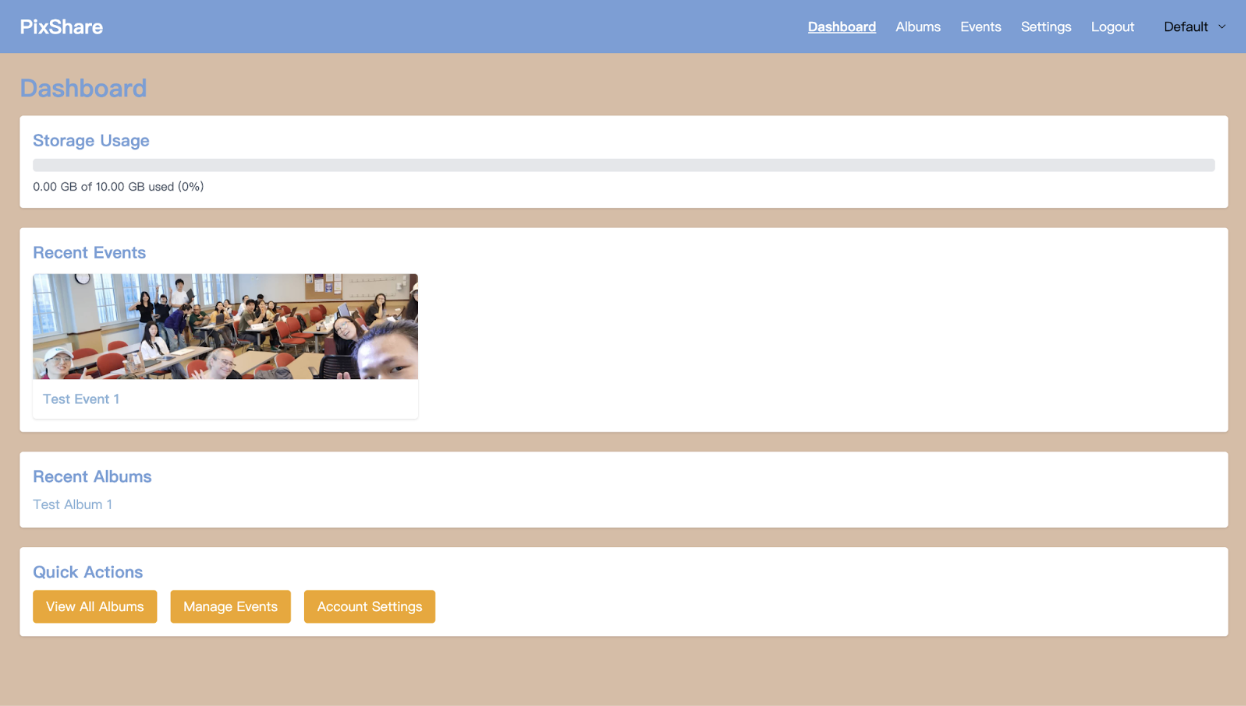 PixShare
Dashboard Albums Events Settings Logout Default
Dashboard
Storage Usage
0.00 GB of 10.00 GB used (0%)
Recent Events
Test Event 1
Recent Albums
Test Album 1
Quick Actions
View All Albums Manage Events Account Settings